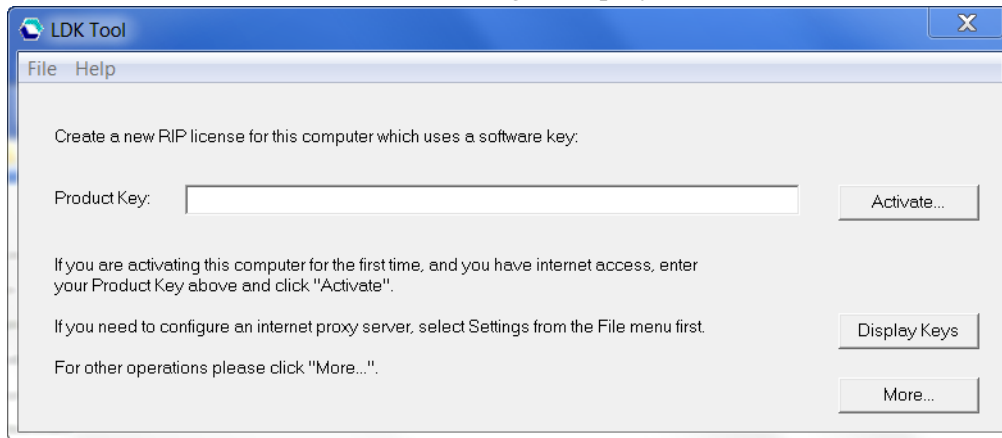 LDK Tool
File Help
Create a new RIP license for this computer which uses a software key:
Product Key:
Activate...
If you are activating this computer for the first time, and you have internet access, enter
your Product Key above and click "Activate".
If you need to configure an internet proxy server, select Settings from the File menu first.
Display Keys
For other operations please click "More...".
More...